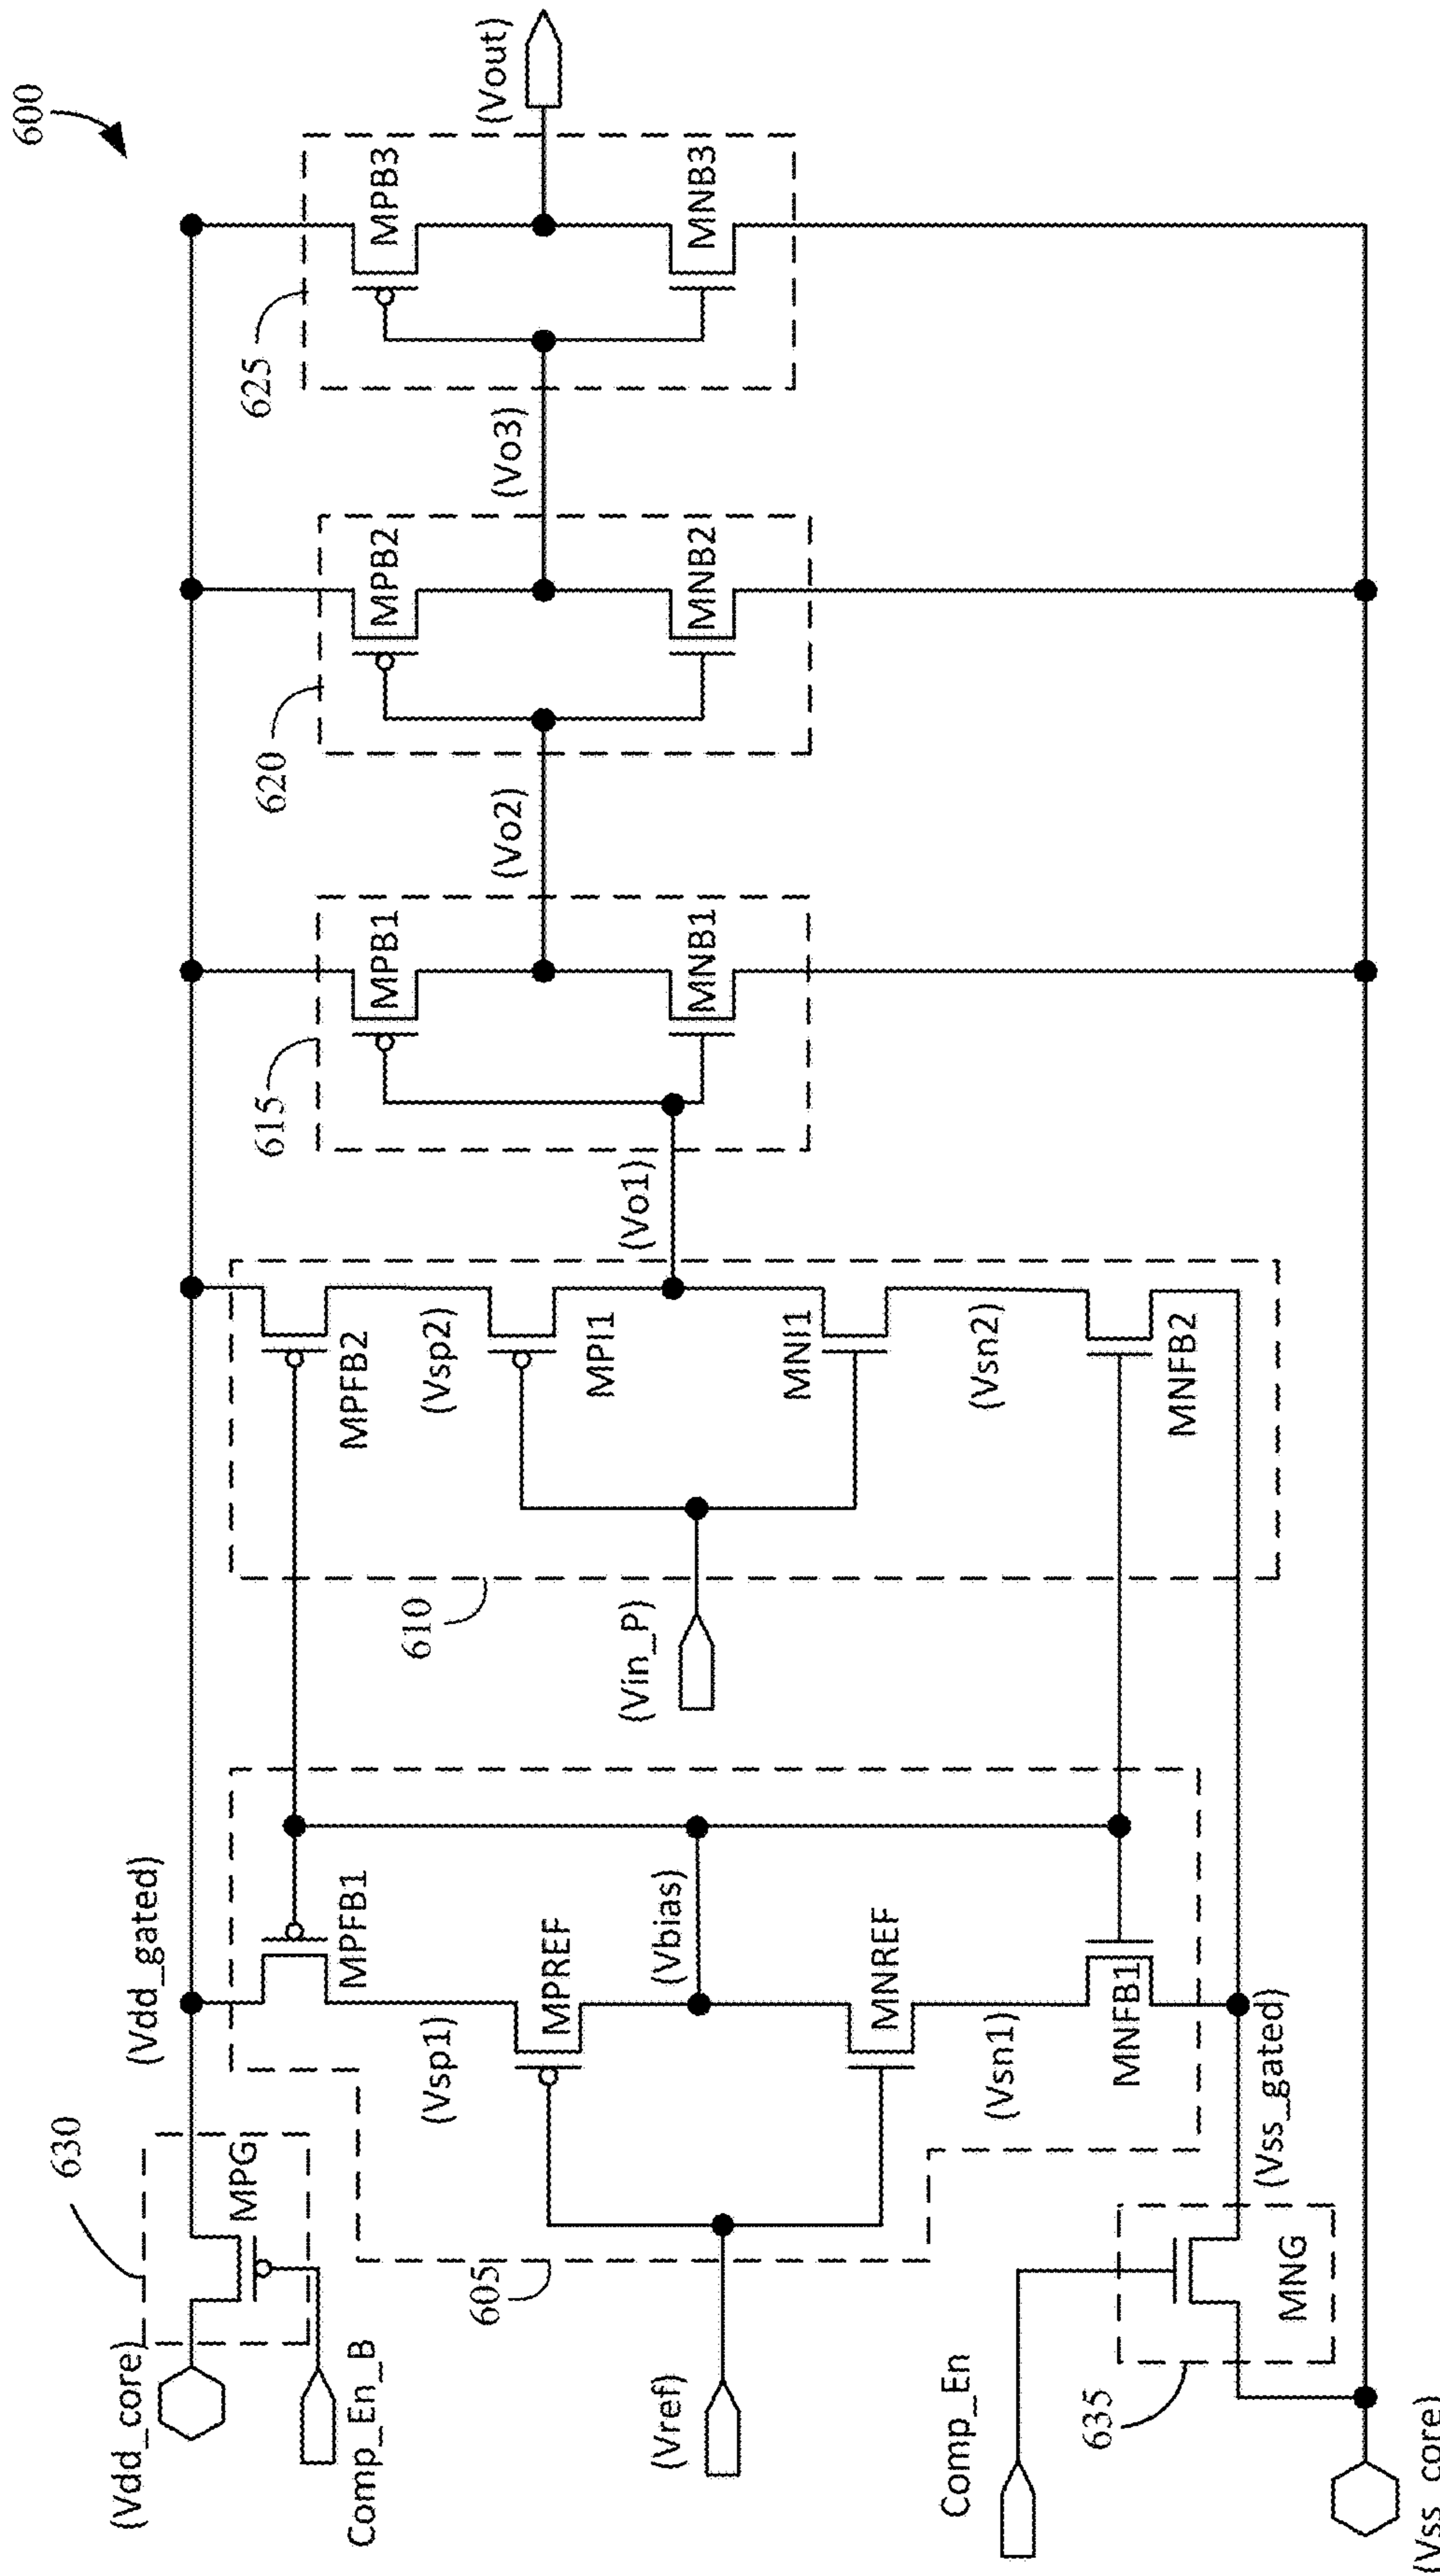 600
(Vdd_core)
630
MPG
Comp_En_B
(Vdd_gated)
605
(Vref)
MPFB1
(Vsp1)
MPREF
(Vbias)
MNREF
(Vsn1)
MNFB1
Comp_En
635
MNG
(Vss_gated)
(Vss_core)
610
(Vin_P)
MPFB2
(Vsp2)
MPI1
MNI1
(Vsn2)
MNFB2
(Vo1)
615
MPB1
MNB1
(Vo2)
620
MPB2
MNB2
(Vo3)
625
MPB3
MNB3
(Vout)